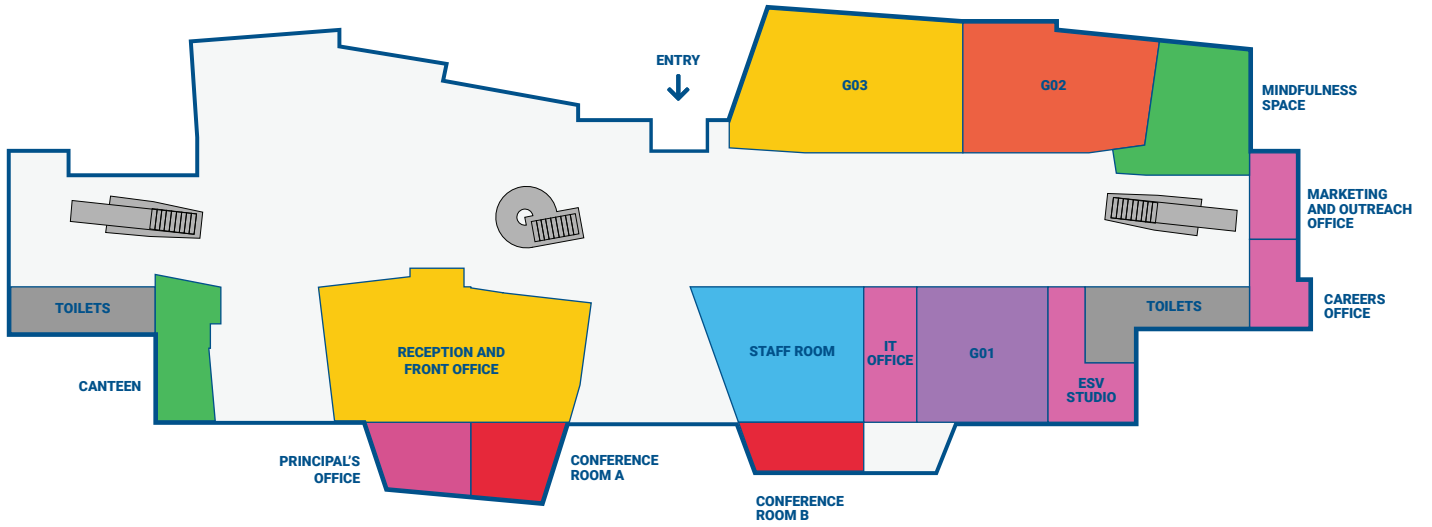 ENTRY
G03
G02
MINDFULNESS
SPACE
MARKETING
AND OUTREACH
OFFICE
TOILETS
TOILETS
CAREERS
OFFICE
RECEPTION AND
FRONT OFFICE
STAFF ROOM
IT
OFFICE
G01
CANTEEN
ESV
STUDIO
PRINCIPAL'S
OFFICE
CONFERENCE
ROOM A
CONFERENCE
ROOM B